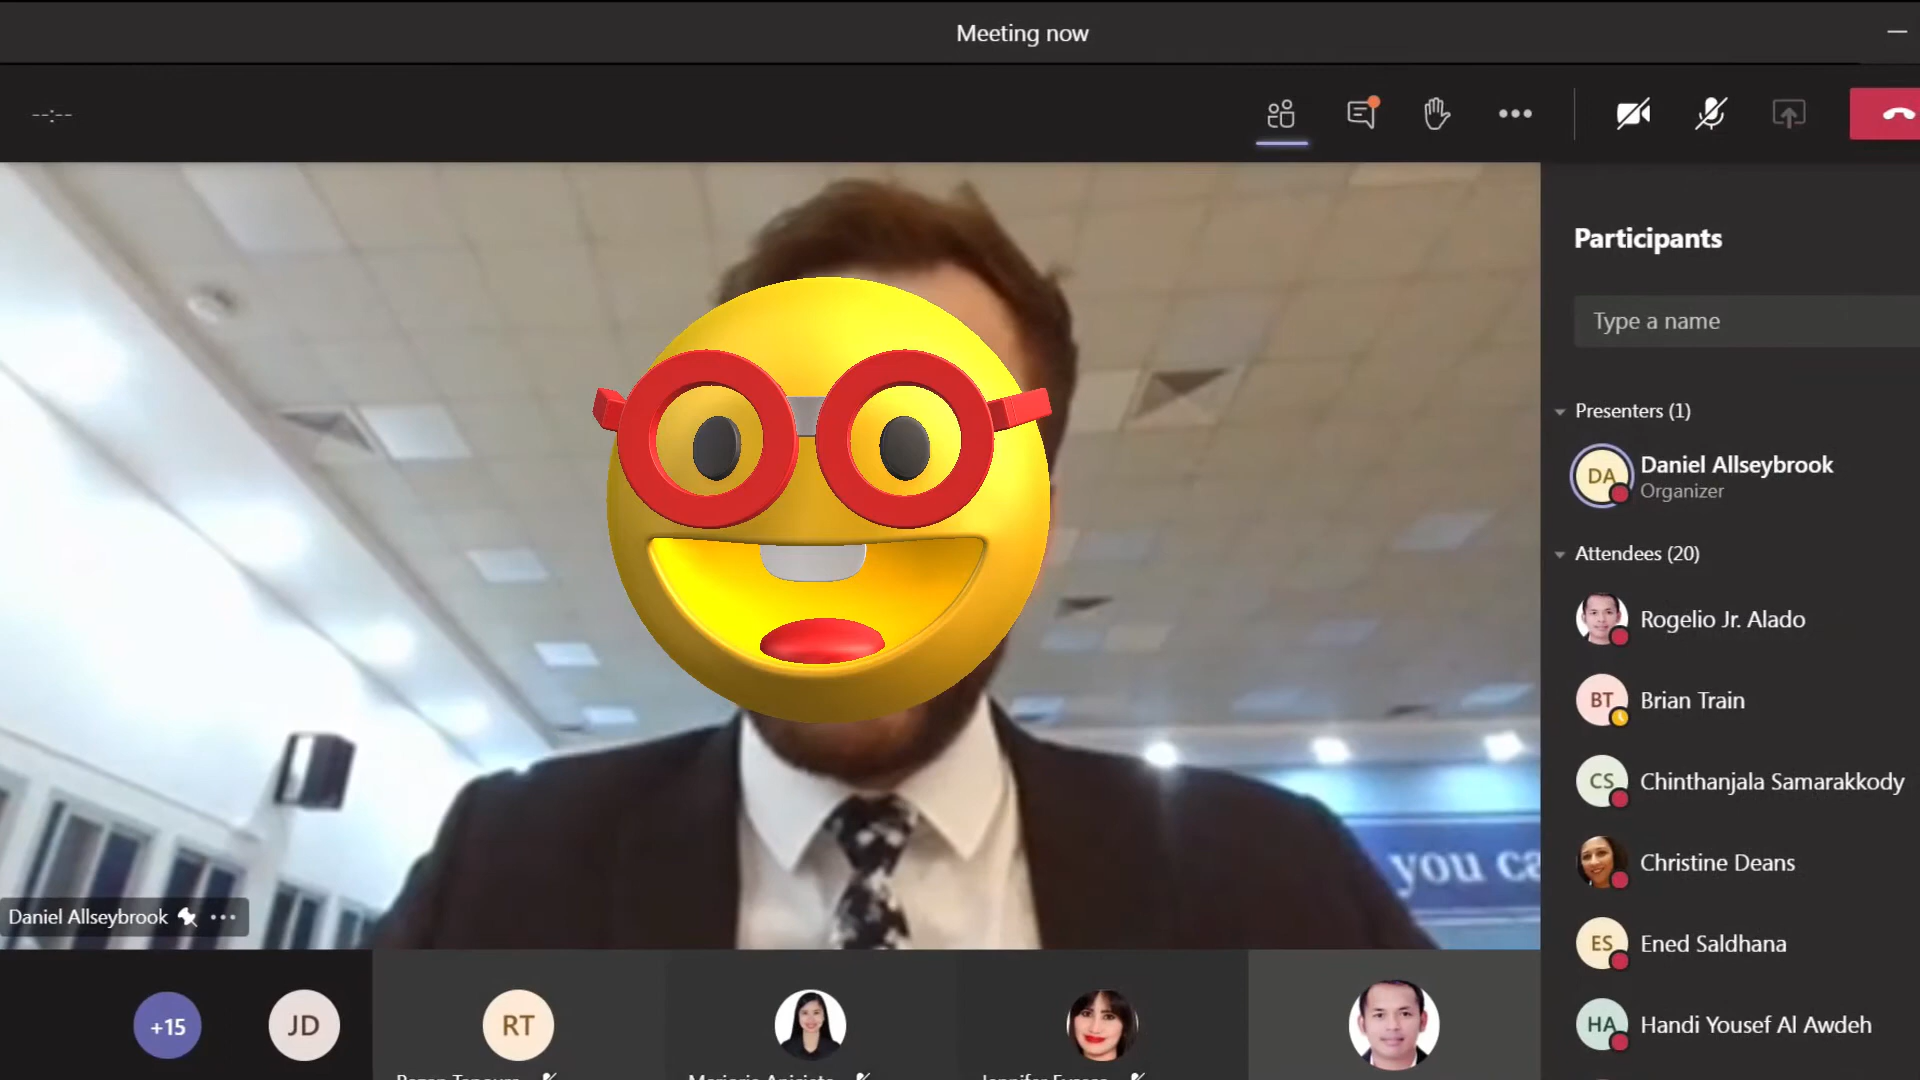 Meeting now
--:--
Participants
Type a name
Presenters (1)
DA
Daniel Allseybrook
Organizer
Attendees (20)
Rogelio Jr. Alado
BT
Brian Train
CS
Chinthanjala Samarakkody
Christine Deans
ES
Ened Saldhana
HA
Handi Yousef Al Awdeh
you ca
Daniel Allseybrook
+15
JD
RT